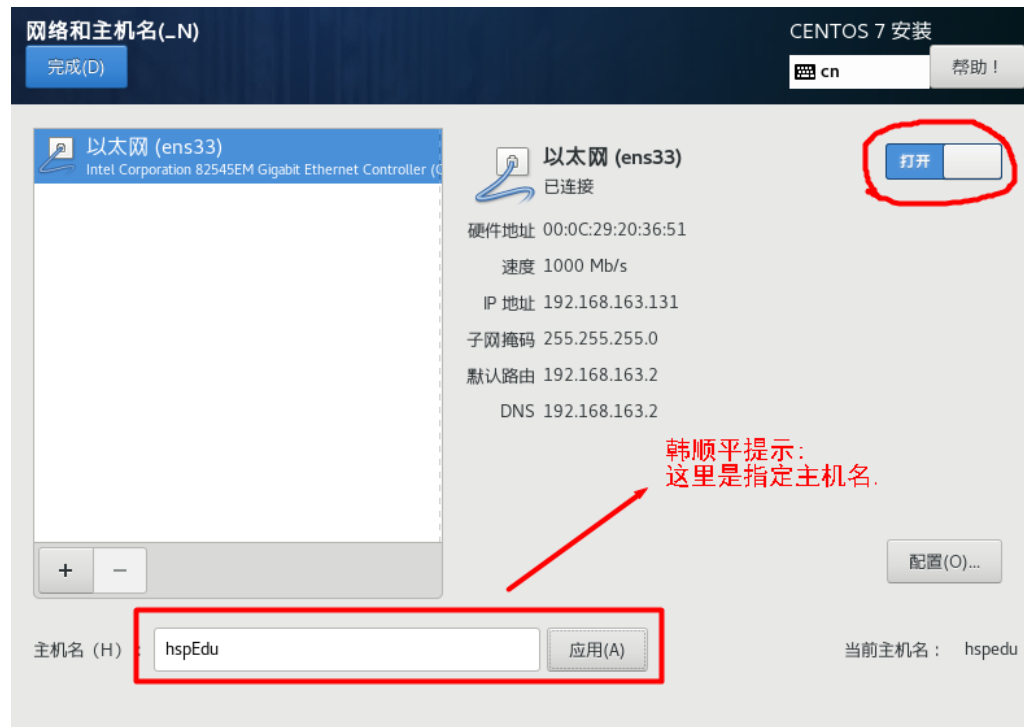 网络和主机名(_N)
CENTOS 7 安装
完成(D)
cn
帮助！
以太网 (ens33)
Intel Corporation 82545EM Gigabit Ethernet Controller (
以太网 (ens33)
已连接
打开
硬件地址 00:0C:29:20:36:51
速度 1000 Mb/s
IP 地址 192.168.163.131
子网掩码 255.255.255.0
默认路由 192.168.163.2
DNS 192.168.163.2
韩顺平提示:
这里是指定主机名.
+ −
配置(O)...
主机名（H）: hspEdu 应用(A)
当前主机名： hspedu